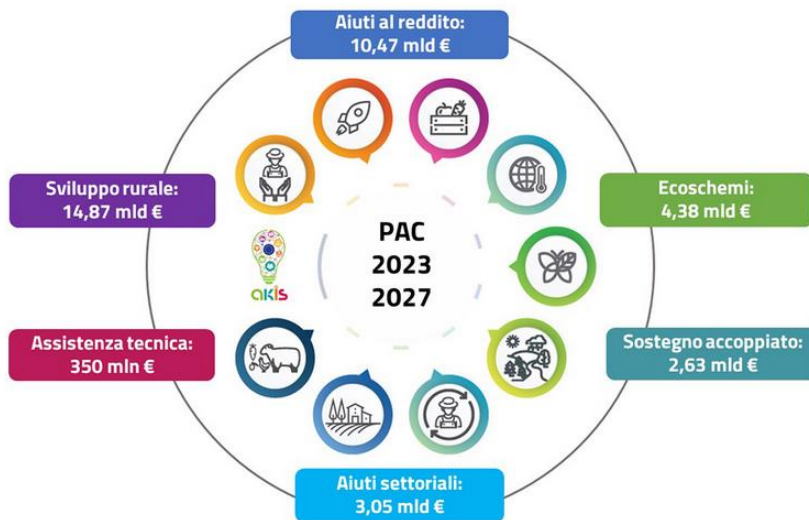 Aiuti al reddito:
10,47 mld €
Sviluppo rurale:
14,87 mld €
Ecoschemi:
4,38 mld €
PAC
2023
2027
akis
Assistenza tecnica:
350 mln €
Sostegno accoppiato:
2,63 mld €
Aiuti settoriali:
3,05 mld €